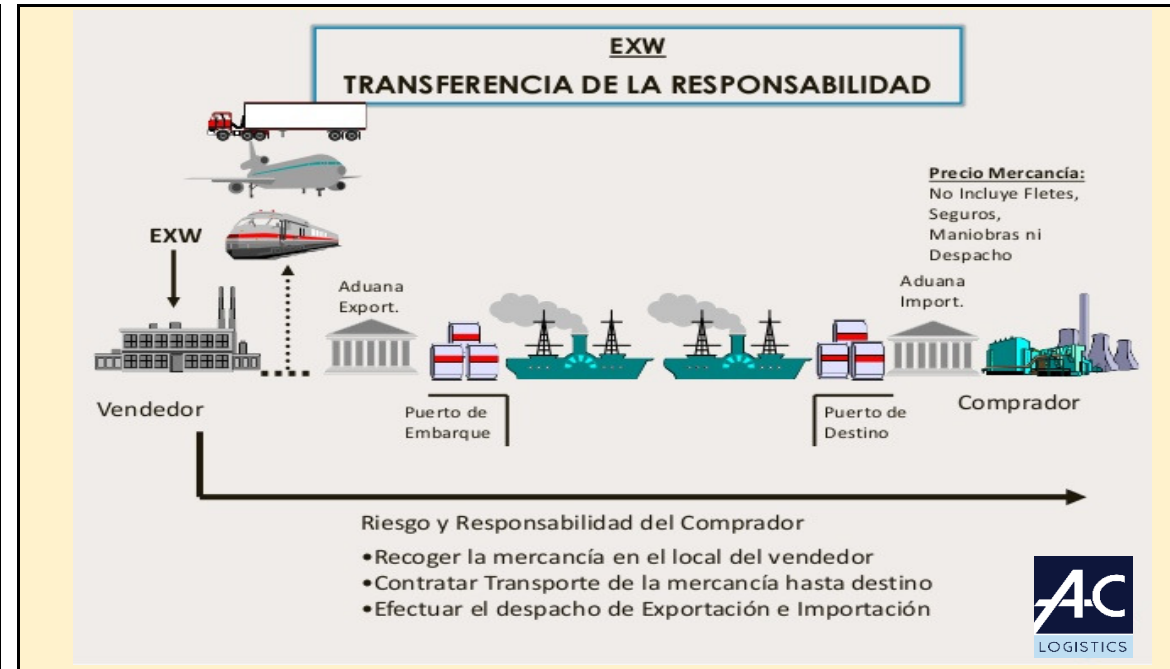 EXW
TRANSFERENCIA DE LA RESPONSABILIDAD
Precio Mercancía:
No Incluye Fletes,
Seguros,
Maniobras ni
Despacho
EXW
Aduana
Export.
Aduana
Import.
Vendedor
Puerto de
Embarque
Puerto de
Destino
Comprador
Riesgo y Responsabilidad del Comprador
•Recoger la mercancía en el local del vendedor
•Contratar Transporte de la mercancía hasta destino
•Efectuar el despacho de Exportación e Importación
A-C
LOGISTICS